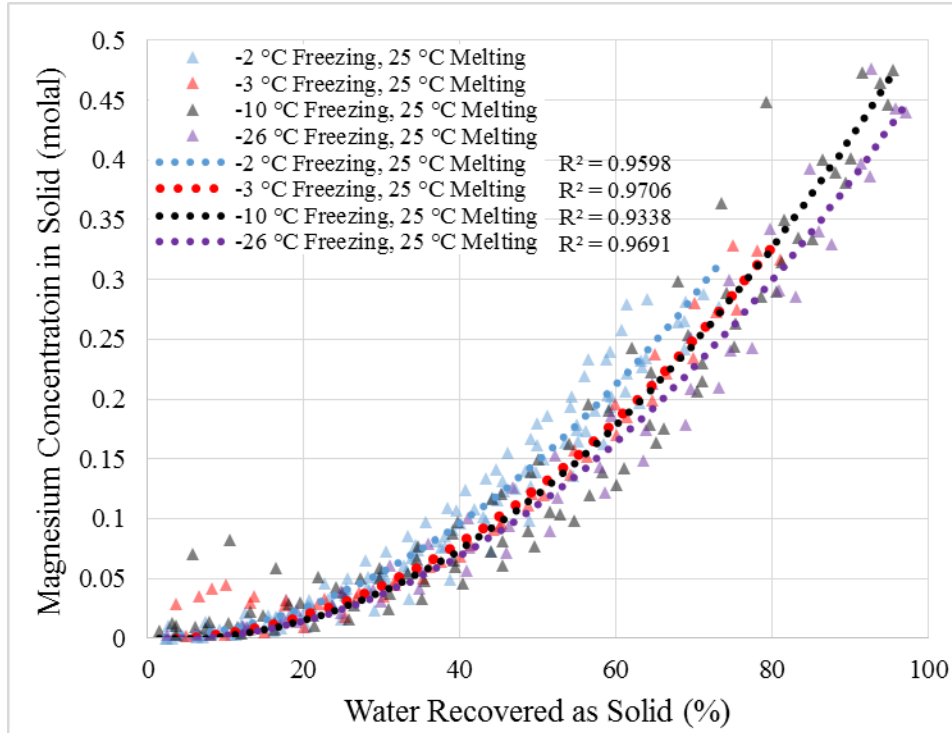 0.5
0.45
0.4
0.35
0.3
0.25
0.2
0.15
0.1
0.05
0
Magnesium Concentratoin in Solid (molal)
-2 °C Freezing, 25 °C Melting
-3 °C Freezing, 25 °C Melting
-10 °C Freezing, 25 °C Melting
-26 °C Freezing, 25 °C Melting
-2 °C Freezing, 25 °C Melting R² = 0.9598
-3 °C Freezing, 25 °C Melting R² = 0.9706
-10 °C Freezing, 25 °C Melting R² = 0.9338
-26 °C Freezing, 25 °C Melting R² = 0.9691
0 20 40 60 80 100
Water Recovered as Solid (%)